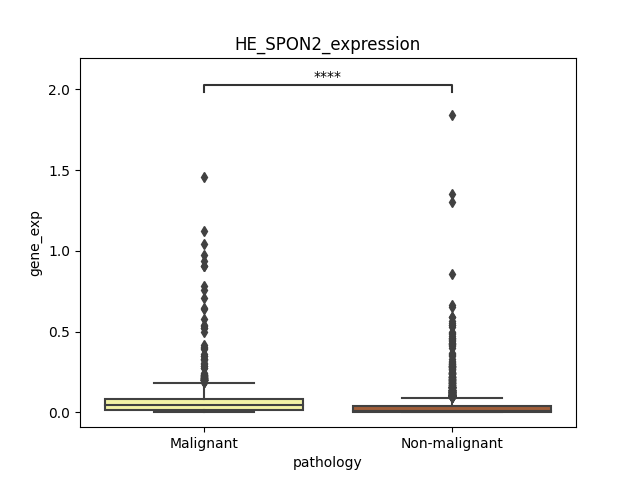 HE_SPON2_expression
****
2.0
1.5
1.0
0.5
0.0
gene_exp
Malignant
Non-malignant
pathology